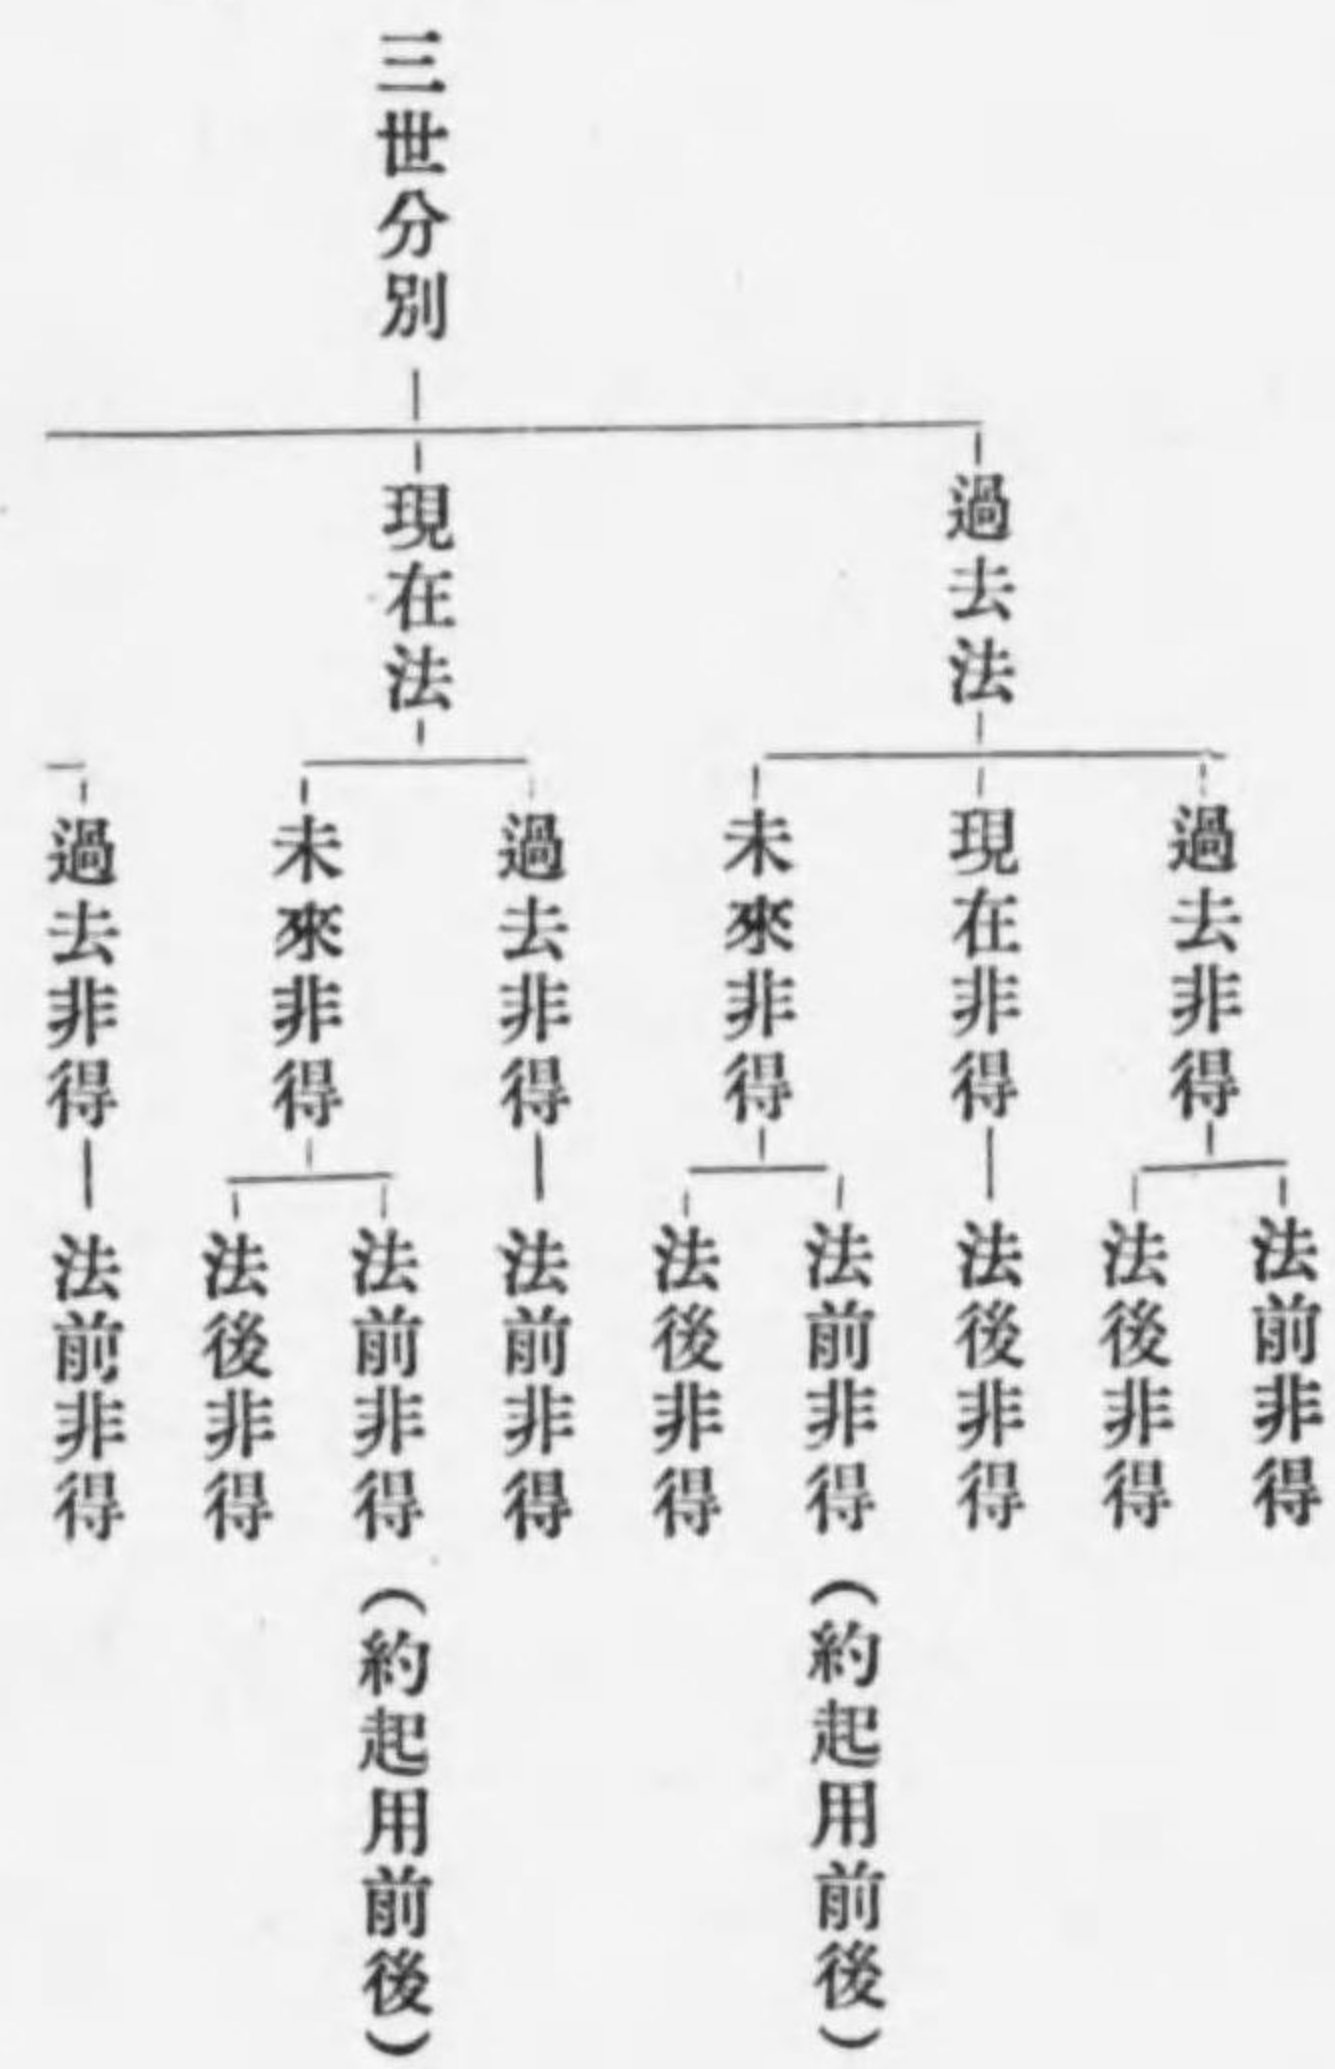 三世分別
過去法
過去非得
法前非得
法後非得
現在非得
法後非得
未來非得
法前非得（約起用前後）
法後非得
現在法
過去非得
法前非得
未來非得
法前非得（約起用前後）
法後非得
過去非得
法前非得